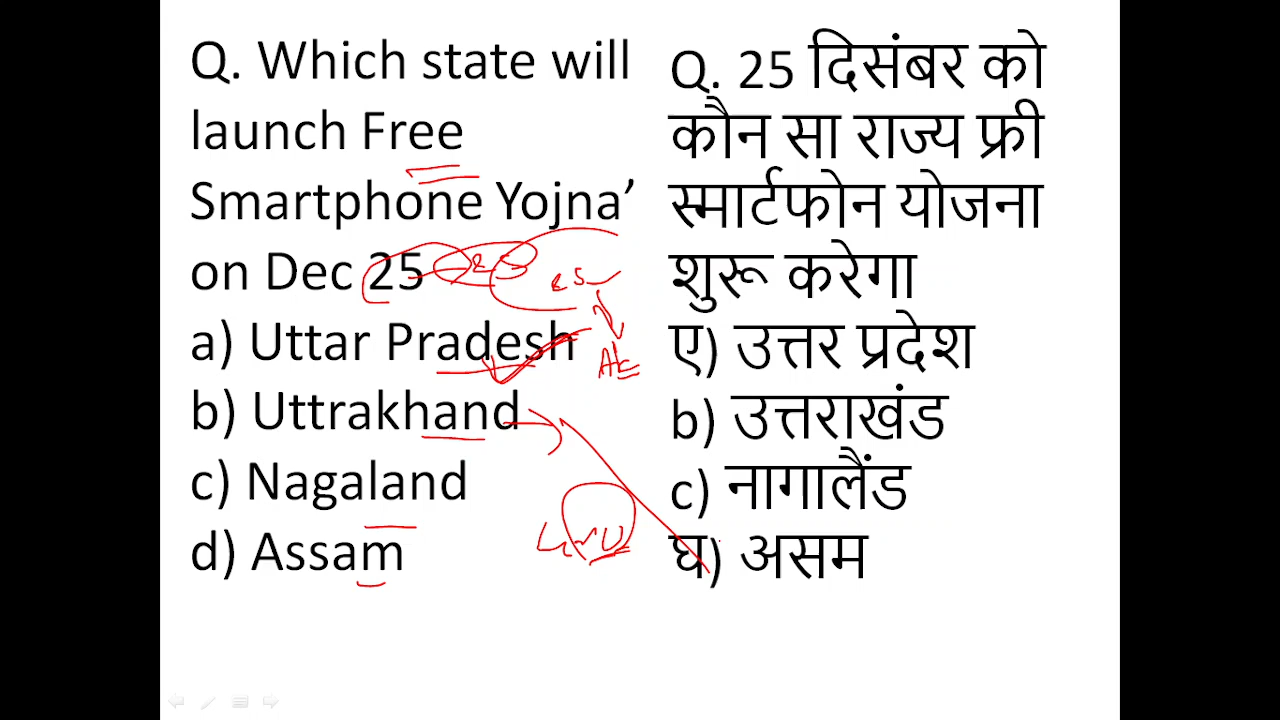 Q. Which state will
launch Free
Smartphone Yojna’
on Dec 25
a) Uttar Pradesh
b) Uttrakhand
c) Nagaland
d) Assam
Q. 25 दिसंबर को
कौन सा राज्य फ्री
स्मार्टफोन योजना
शुरू करेगा
ए) उत्तर प्रदेश
b) उत्तराखंड
c) नागालैंड
घ) असम